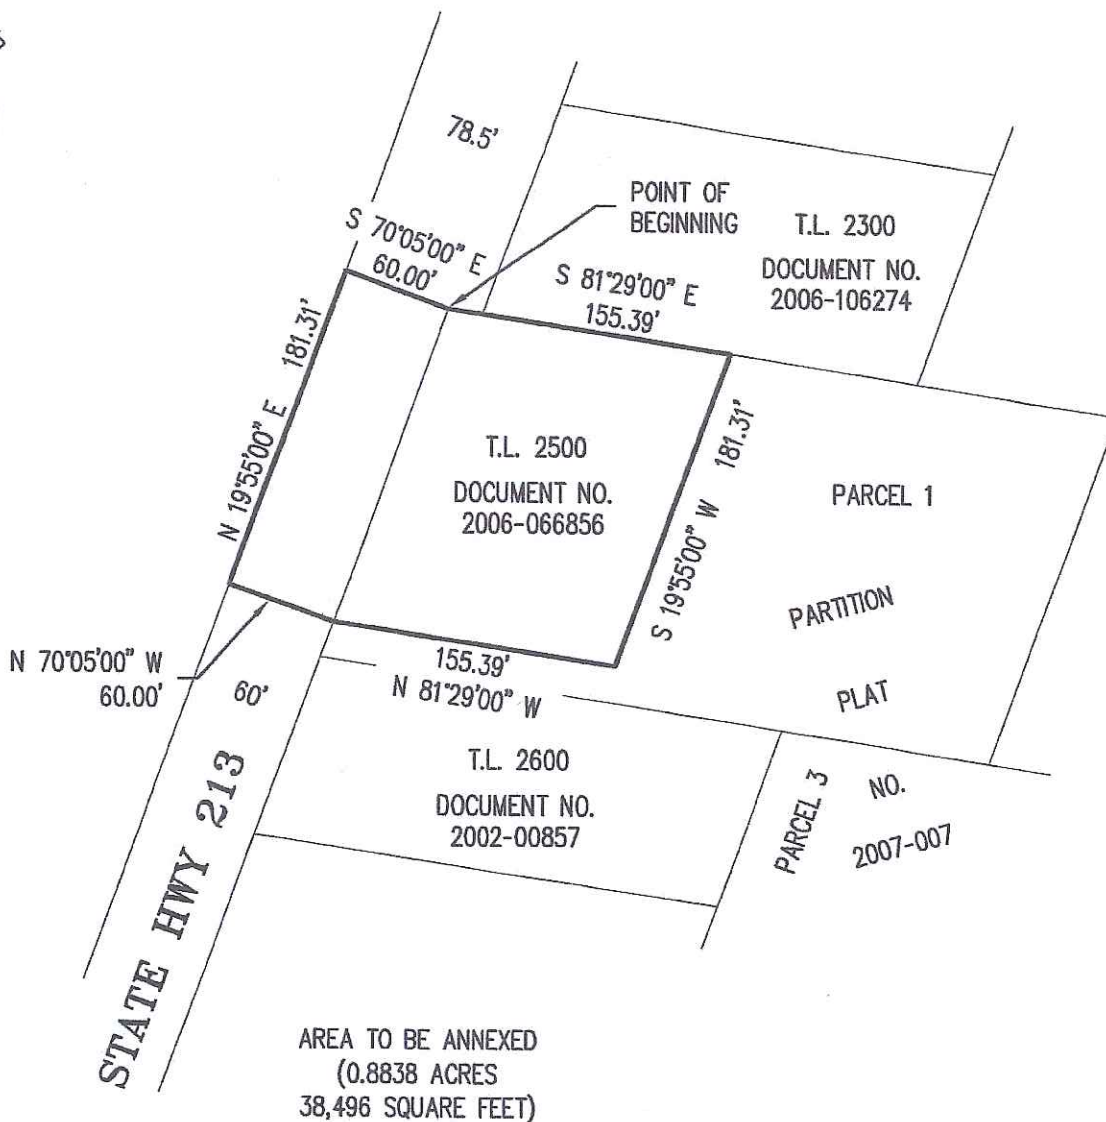 78.5'
POINT OF
BEGINNING
T.L. 2300
DOCUMENT NO.
2006-106274
S 70°05'00" E
60.00'
S 81°29'00" E
155.39'
N 19°55'00" E 181.31'
T.L. 2500
DOCUMENT NO.
2006-066856
S 19°55'00" W 181.31'
PARCEL 1
PARTITION
PLAT
NO.
2007-007
N 70°05'00" W
60.00'
60'
155.39'
N 81°29'00" W
T.L. 2600
DOCUMENT NO.
2002-00857
PARCEL 3
STATE HWY 213
AREA TO BE ANNEXED
(0.8838 ACRES
38,496 SQUARE FEET)